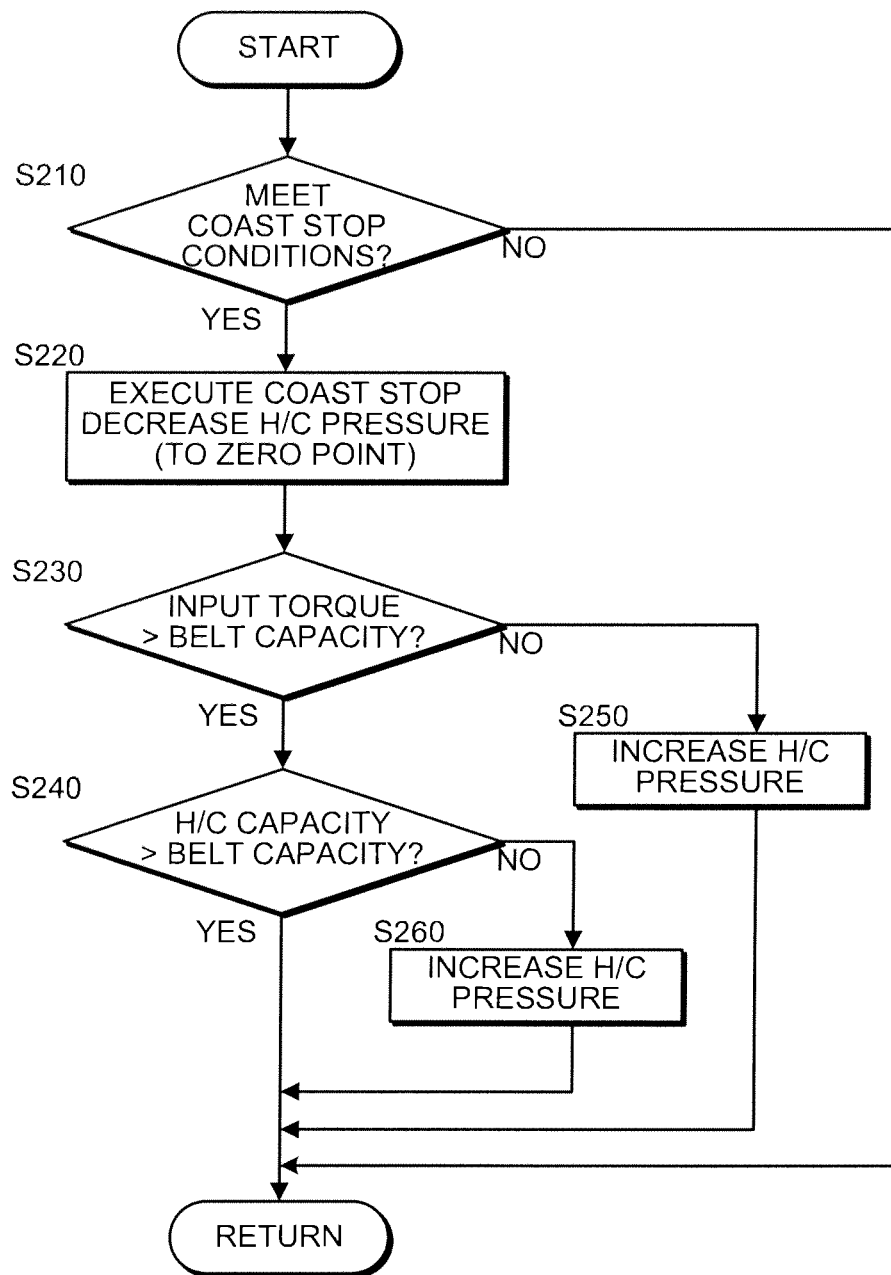 START
S210
MEET
COAST STOP
CONDITIONS?
NO
YES
S220
EXECUTE COAST STOP
DECREASE H/C PRESSURE
(TO ZERO POINT)
S230
INPUT TORQUE
> BELT CAPACITY?
NO
YES
S250
INCREASE H/C
PRESSURE
S240
H/C CAPACITY
> BELT CAPACITY?
NO
YES
S260
INCREASE H/C
PRESSURE
RETURN